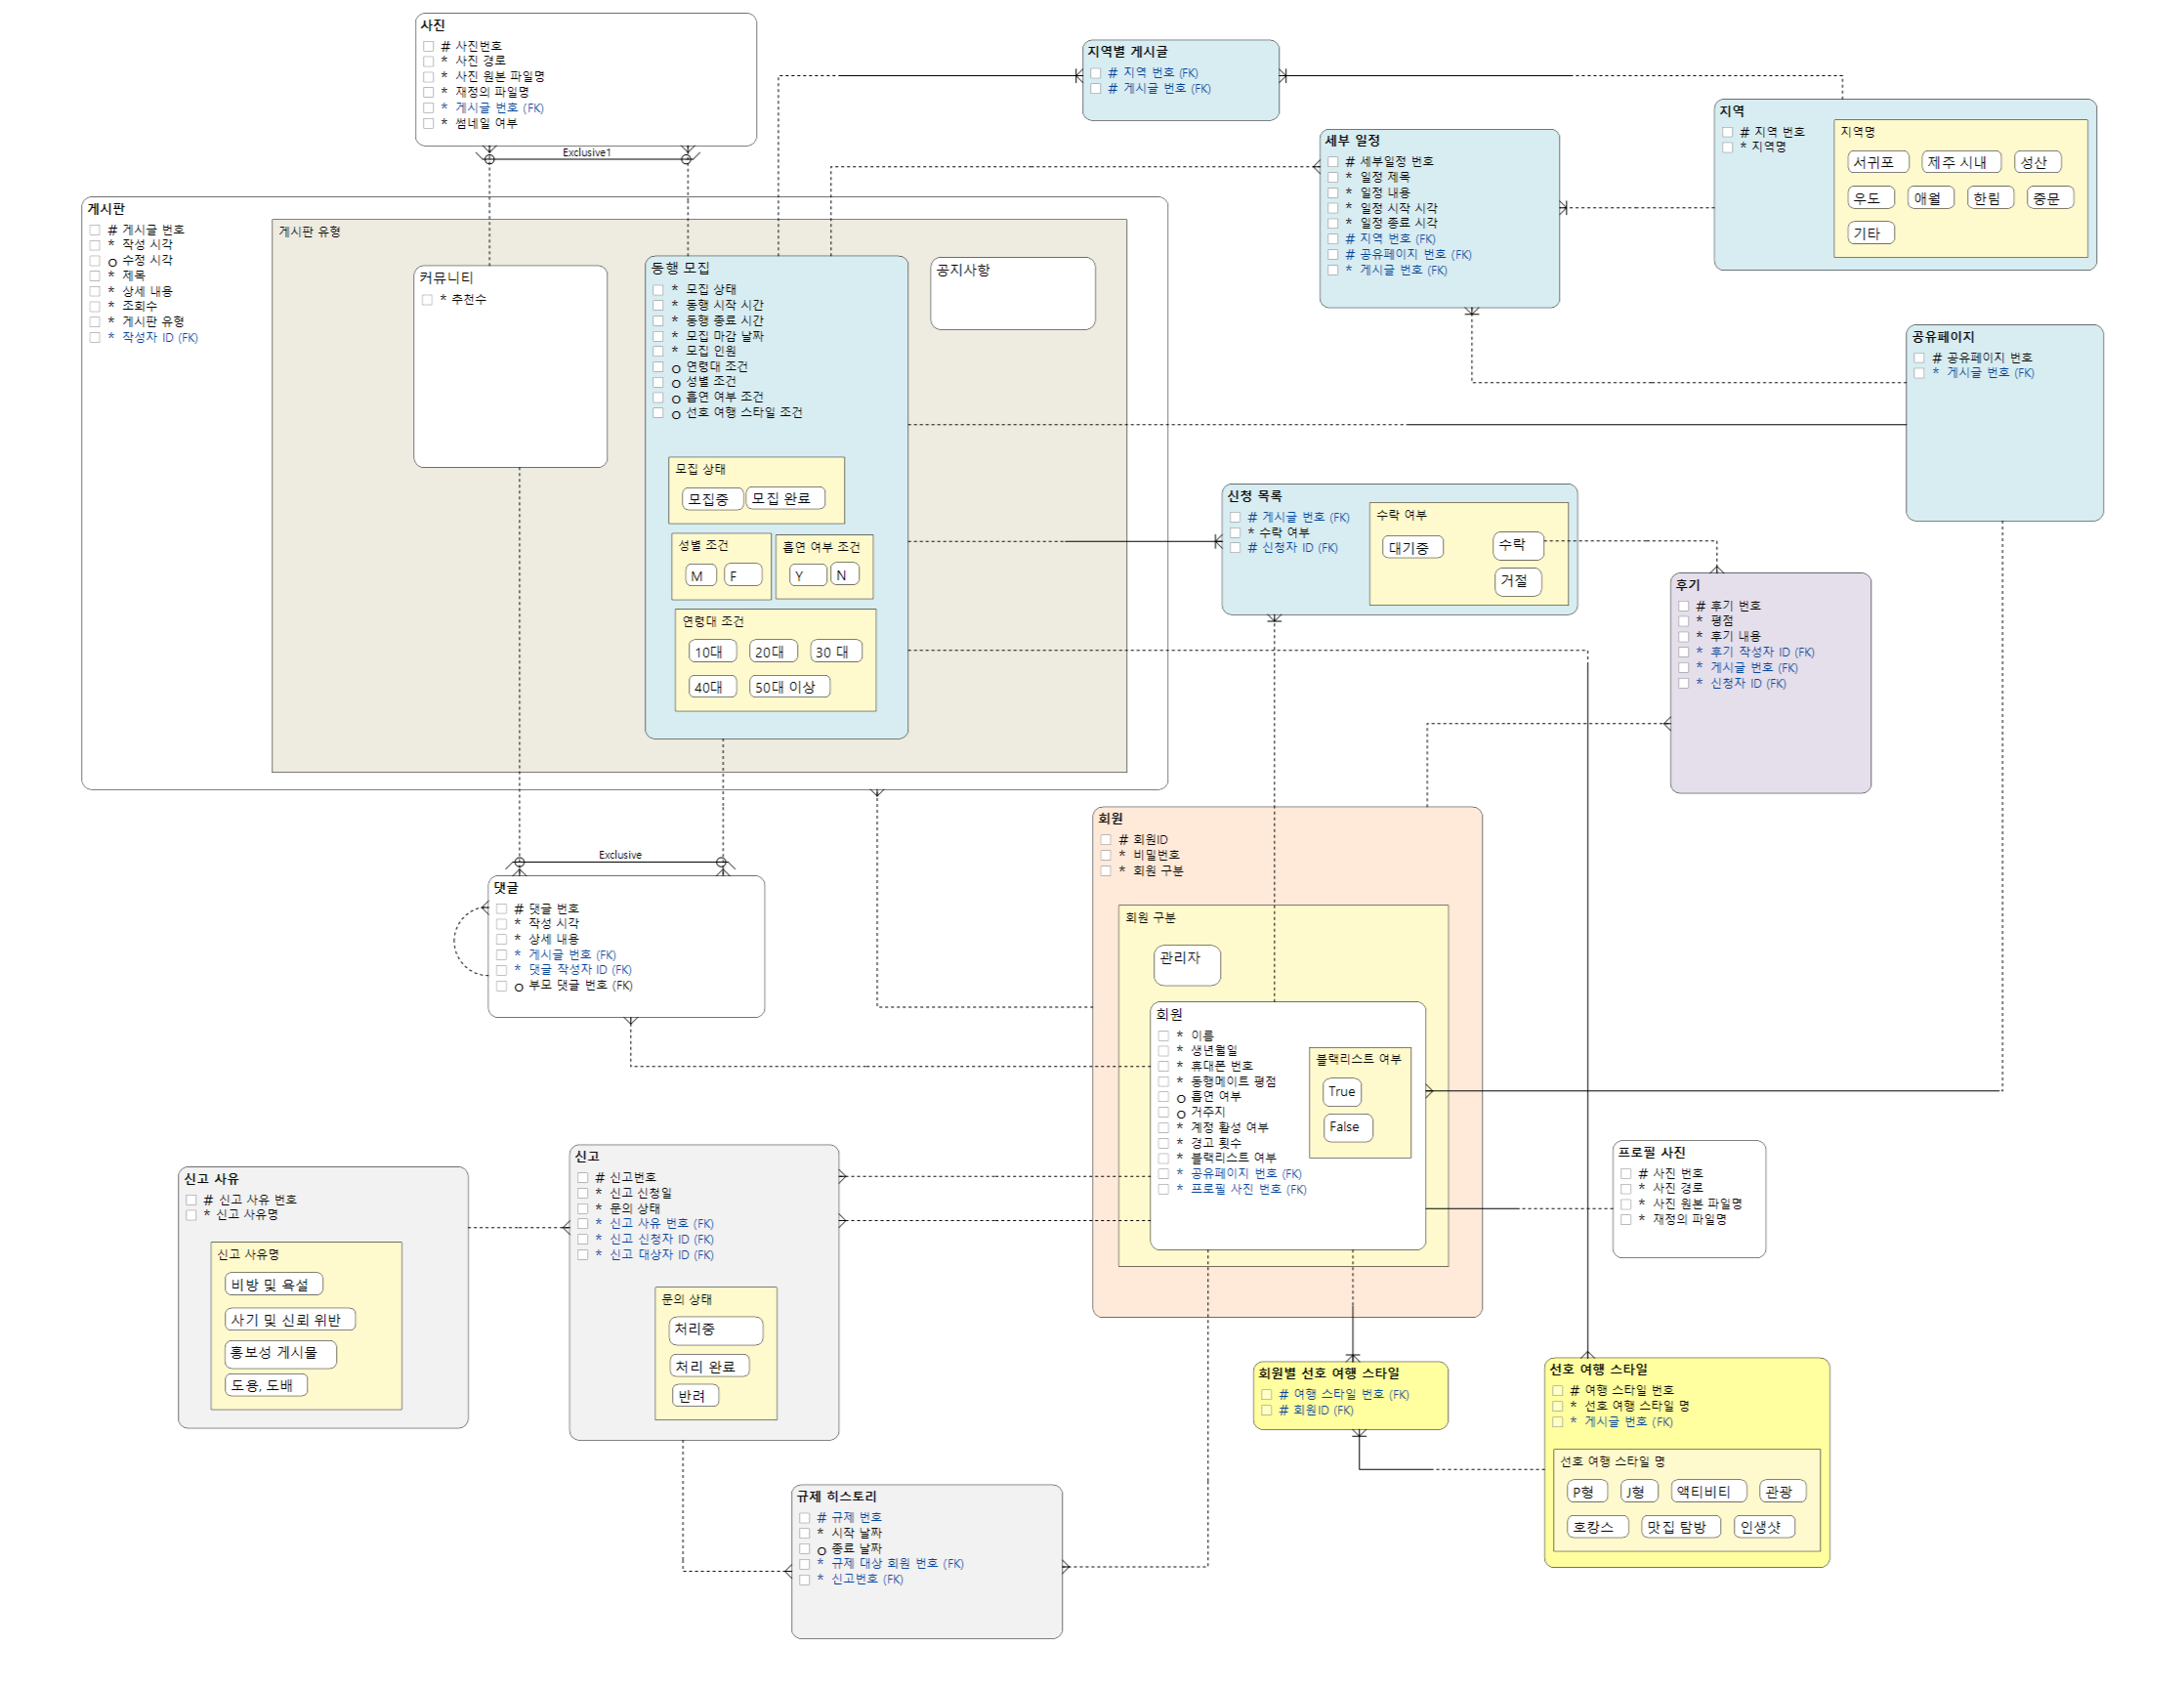 사진
# 사진번호
* 사진 경로
* 사진 원본 파일명
* 재정의 파일명
* 게시글 번호 (FK)
* 썸네일 여부
Exclusive1
지역별 게시글
# 지역 번호 (FK)
# 게시글 번호 (FK)
지역
# 지역 번호
* 지역명
지역명
서귀포
제주 시내
성산
우도
애월
한림
중문
기타
세부 일정
# 세부일정 번호
* 일정 제목
* 일정 내용
* 일정 시작 시각
* 일정 종료 시각
# 지역 번호 (FK)
# 공유페이지 번호 (FK)
* 게시글 번호 (FK)
게시판
# 게시글 번호
* 작성 시각
o 수정 시각
* 제목
* 상세 내용
* 조회수
* 게시판 유형
* 작성자 ID (FK)
게시판 유형
커뮤니티
* 추천수
동행 모집
* 모집 상태
* 동행 시작 시간
* 동행 종료 시간
* 모집 마감 날짜
* 모집 인원
o 연령대 조건
o 성별 조건
o 흡연 여부 조건
o 선호 여행 스타일 조건
모집 상태
모집중
모집 완료
성별 조건
M
F
흡연 여부 조건
Y
N
연령대 조건
10대
20대
30 대
40대
50대 이상
공지사항
공유페이지
# 공유페이지 번호
* 게시글 번호 (FK)
신청 목록
# 게시글 번호 (FK)
* 수락 여부
# 신청자 ID (FK)
수락 여부
대기중
수락
거절
후기
# 후기 번호
* 평점
* 후기 내용
* 후기 작성자 ID (FK)
* 게시글 번호 (FK)
* 신청자 ID (FK)
회원
# 회원ID
* 비밀번호
* 회원 구분
회원 구분
관리자
회원
* 이름
* 생년월일
* 휴대폰 번호
* 동행메이트 평점
o 흡연 여부
o 거주지
* 계정 활성 여부
* 경고 횟수
* 블랙리스트 여부
* 공유페이지 번호 (FK)
* 프로필 사진 번호 (FK)
블랙리스트 여부
True
False
Exclusive
댓글
# 댓글 번호
* 작성 시각
* 상세 내용
* 게시글 번호 (FK)
* 댓글 작성자 ID (FK)
o 부모 댓글 번호 (FK)
프로필 사진
# 사진 번호
* 사진 경로
* 사진 원본 파일명
* 재정의 파일명
신고 사유
# 신고 사유 번호
* 신고 사유명
신고 사유명
비방 및 욕설
사기 및 신뢰 위반
홍보성 게시물
도용, 도배
신고
# 신고번호
* 신고 신청일
* 문의 상태
* 신고 사유 번호 (FK)
* 신고 신청자 ID (FK)
* 신고 대상자 ID (FK)
문의 상태
처리중
처리 완료
반려
회원별 선호 여행 스타일
# 여행 스타일 번호 (FK)
# 회원ID (FK)
선호 여행 스타일
# 여행 스타일 번호
* 선호 여행 스타일 명
* 게시글 번호 (FK)
선호 여행 스타일 명
P형
J형
액티비티
관광
호캉스
맛집 탐방
인생샷
규제 히스토리
# 규제 번호
* 시작 날짜
o 종료 날짜
* 규제 대상 회원 번호 (FK)
* 신고번호 (FK)